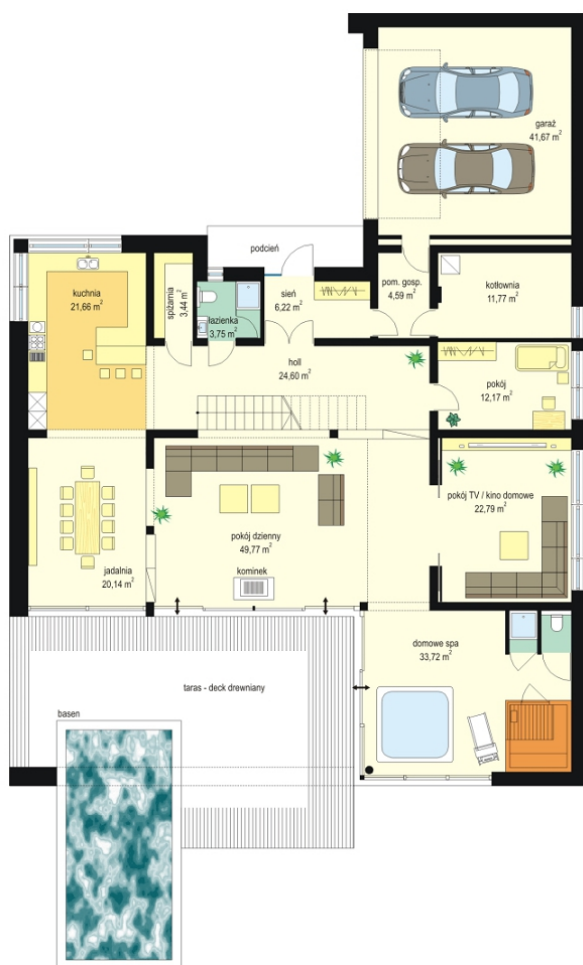 garaż
41,67 m²
podcień
kuchnia
21,66 m²
spiżarnia
3,44 m²
łazienka
3,75 m²
sień
6,22 m²
pom. gosp.
4,59 m²
kotłownia
11,77 m²
holl
24,60 m²
pokój
12,17 m²
pokój TV / kino domowe
22,79 m²
pokój dzienny
49,77 m²
jadalnia
20,14 m²
kominek
domowe spa
33,72 m²
taras - deck drewniany
basen